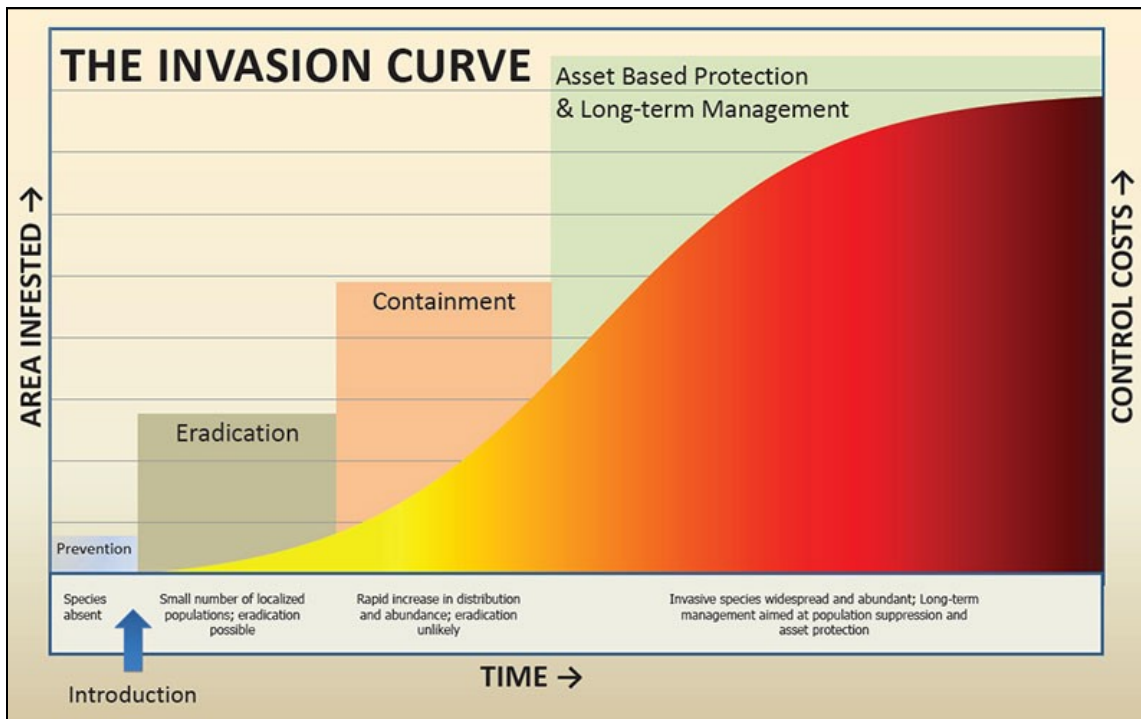 THE INVASION CURVE
Asset Based Protection
& Long-term Management
Containment
Eradication
Prevention
AREA INFESTED →
CONTROL COSTS →
Species
absent
Small number of localized
populations; eradication
possible
Rapid increase in distribution
and abundance; eradication
unlikely
Invasive species widespread and abundant; Long-term
management aimed at population suppression and
asset protection
TIME →
Introduction